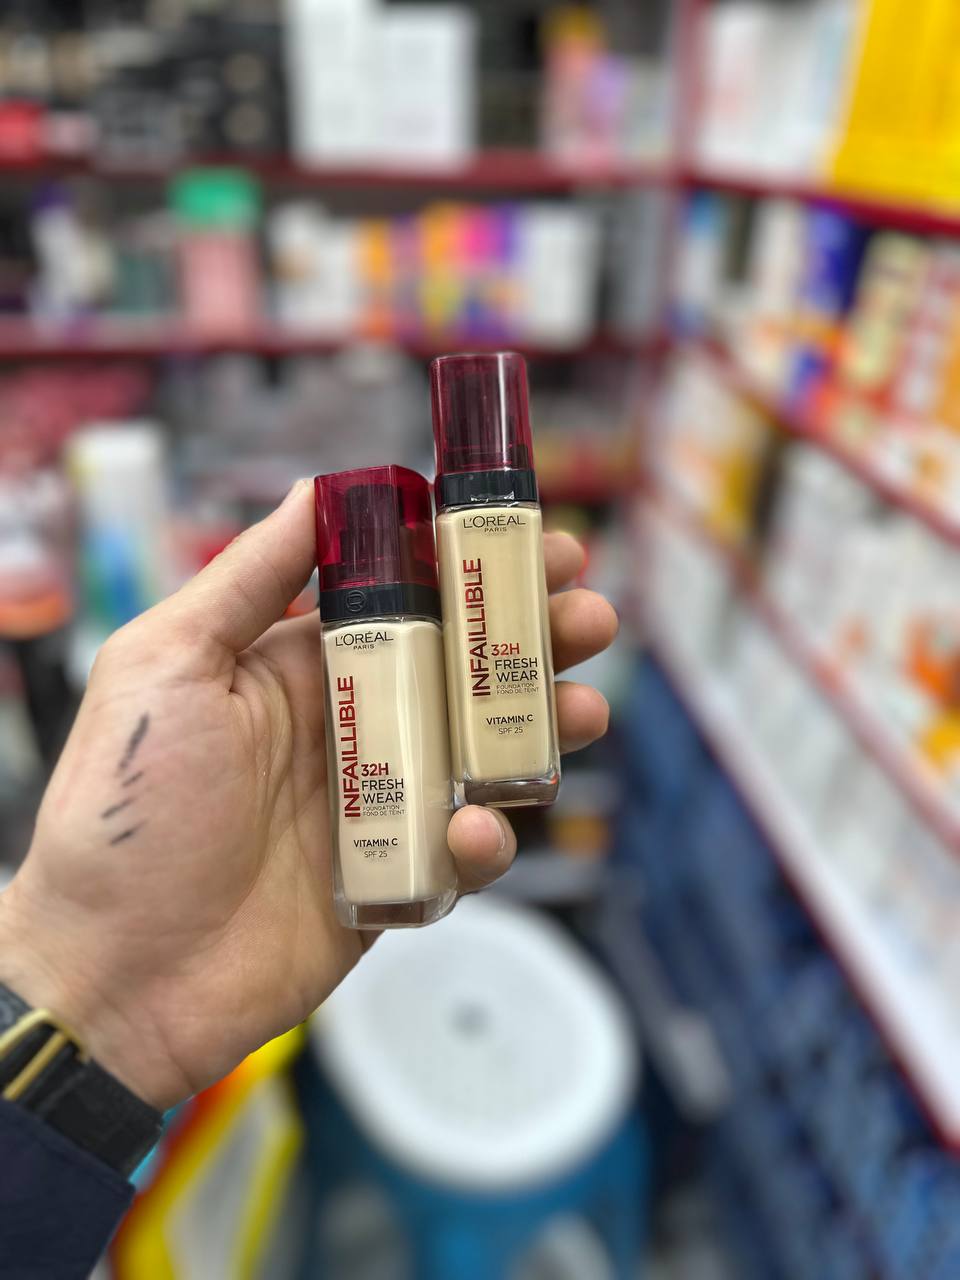 L'ORÉAL
PARIS
INFAILLIBLE
32H
FRESH
WEAR
FOUNDATION
FOND DE TEINT
VITAMIN C
SPF 25
L'ORÉAL
PARIS
INFAILLIBLE
32H
FRESH
WEAR
FOUNDATION
FOND DE TEINT
VITAMIN C
SPF 25